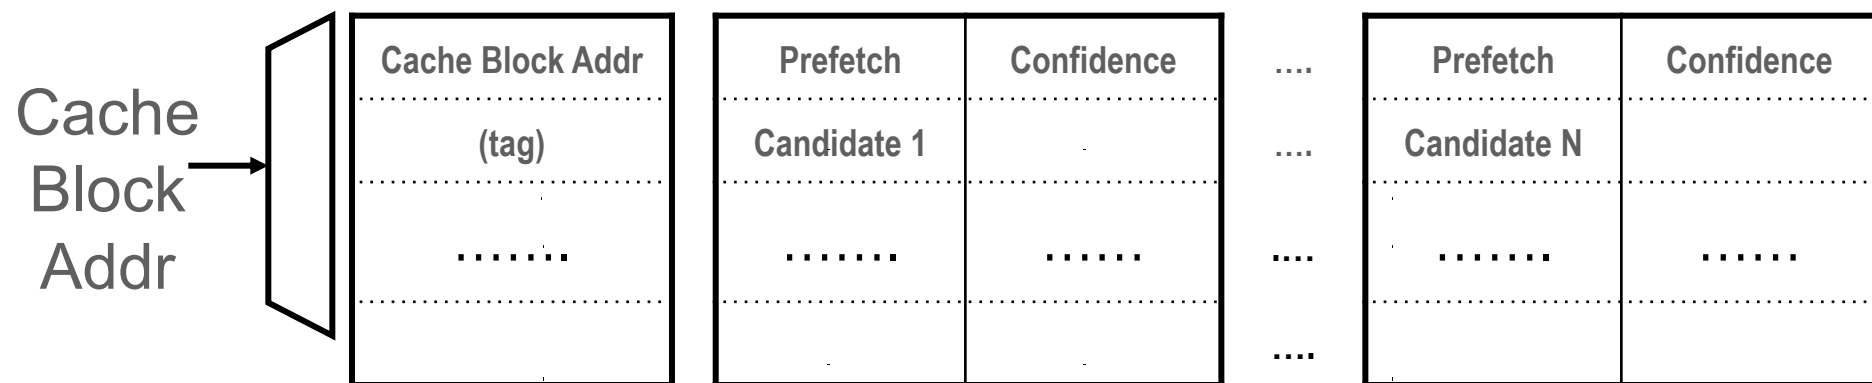 Cache
Block
Addr
Cache Block Addr Prefetch Confidence .... Prefetch Confidence
(tag) Candidate 1 .... Candidate N
....... ....... ...... .... ....... ......
....